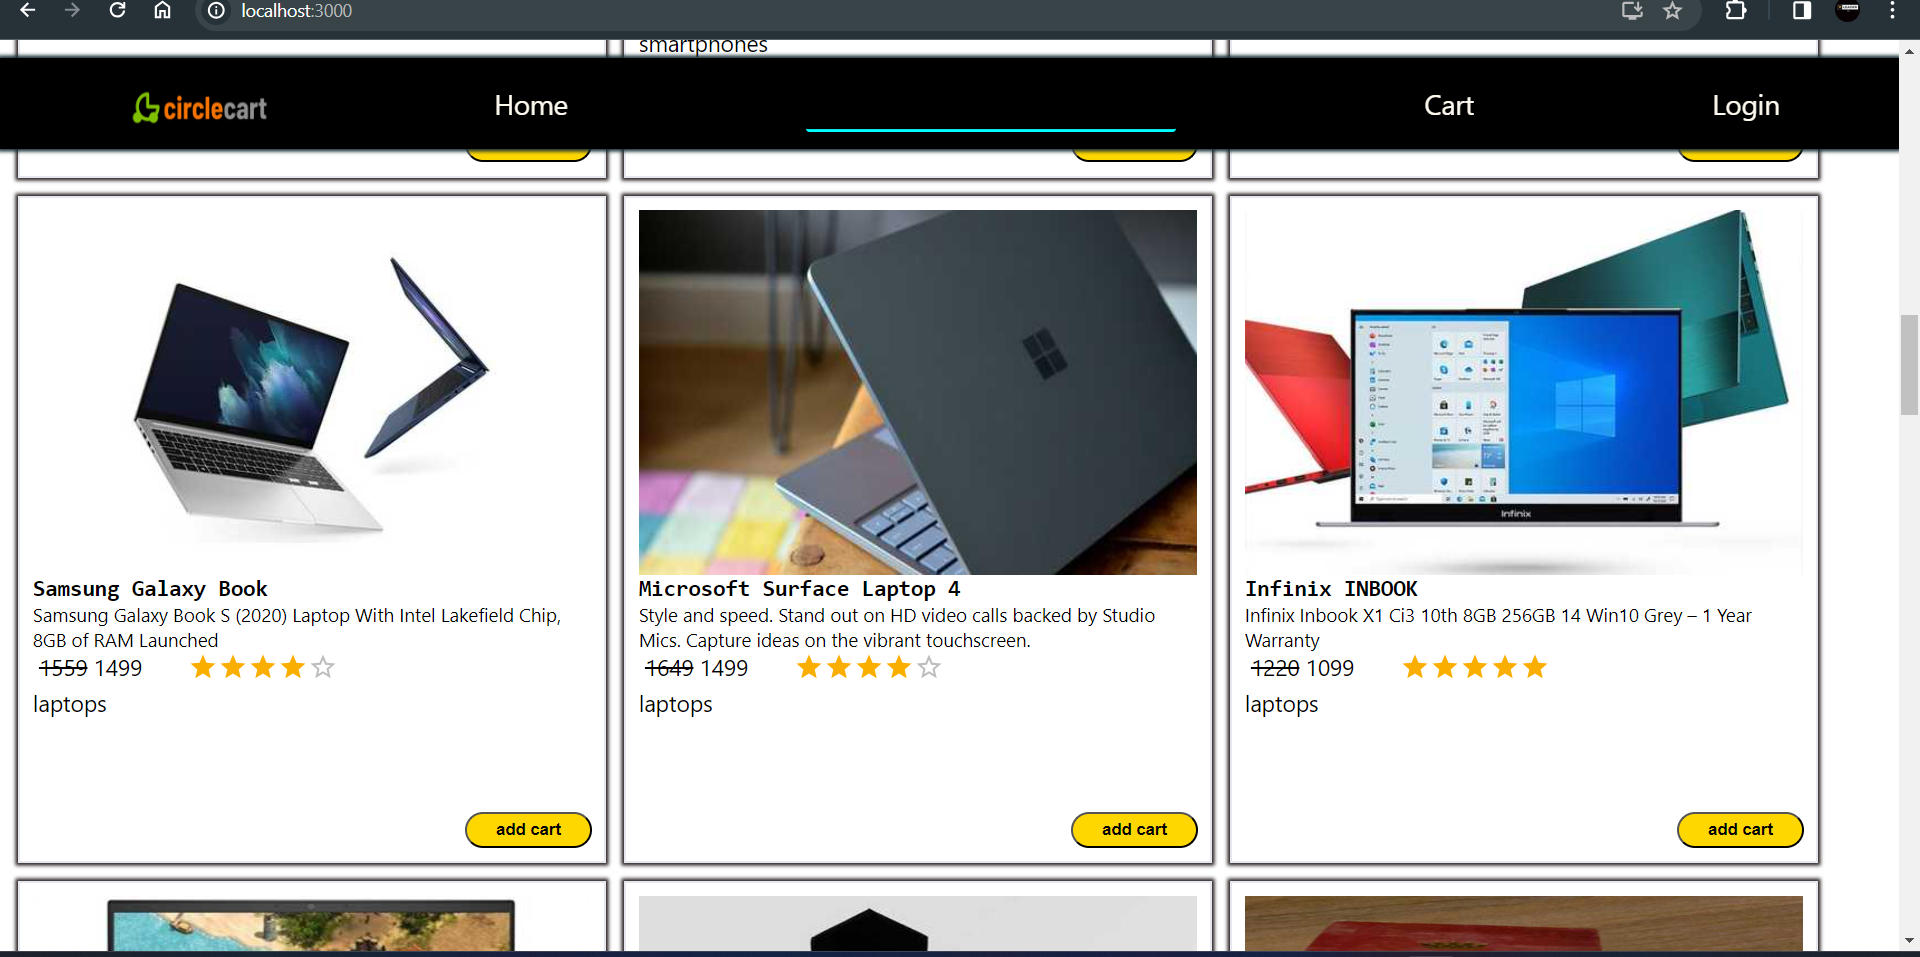 localhost:3000
smartphones
circlecart
Home
Cart
Login
Infinix
Samsung Galaxy Book
Samsung Galaxy Book S (2020) Laptop With Intel Lakefield Chip,
8GB of RAM Launched
1559 1499
laptops
add cart
Microsoft Surface Laptop 4
Style and speed. Stand out on HD video calls backed by Studio
Mics. Capture ideas on the vibrant touchscreen.
1649 1499
laptops
add cart
Infinix INBOOK
Infinix Inbook X1 Ci3 10th 8GB 256GB 14 Win10 Grey – 1 Year
Warranty
1220 1099
laptops
add cart